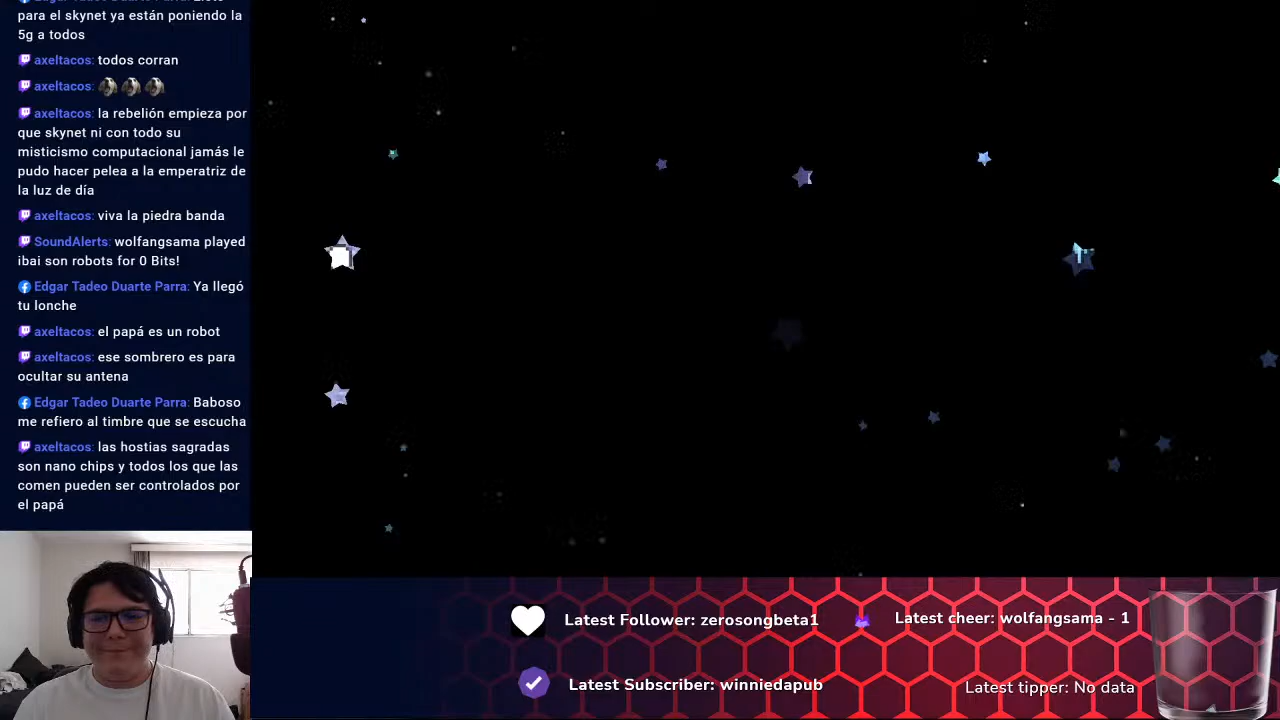 para el skynet ya están poniendo la
5g a todos
axeltacos: todos corran
axeltacos:
axeltacos: la rebelión empieza por
que skynet ni con todo su
misticismo computacional jamás le
pudo hacer pelea a la emperatriz de
la luz de día
axeltacos: viva la piedra banda
SoundAlerts: wolfangsama played
ibai son robots for 0 Bits!
Edgar Tadeo Duarte Parra: Ya llegó
tu lonche
axeltacos: el papá es un robot
axeltacos: ese sombrero es para
ocultar su antena
Edgar Tadeo Duarte Parra: Baboso
me refiero al timbre que se escucha
axeltacos: las hostias sagradas
son nano chips y todos los que las
comen pueden ser controlados por
el papá
Latest Follower: zerosongbeta1
Latest cheer: wolfangsama - 1
Latest Subscriber: winniedapub
Latest tipper: No data